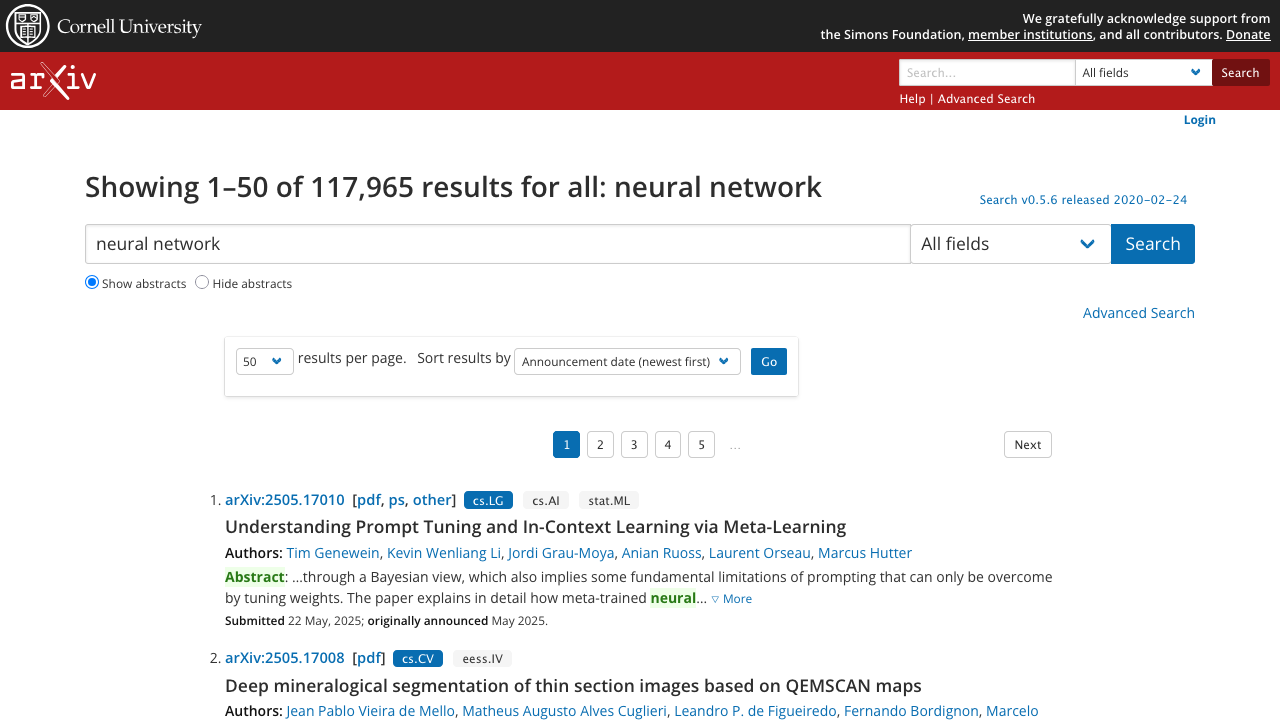 Cornell University
We gratefully acknowledge support from
the Simons Foundation, member institutions, and all contributors. Donate
arXiv
Search...
All fields
Search
Help | Advanced Search
Login
Showing 1–50 of 117,965 results for all: neural network
Search v0.5.6 released 2020-02-24
neural network
All fields
Search
Show abstracts
Hide abstracts
Advanced Search
50 results per page. Sort results by Announcement date (newest first) Go
1 2 3 4 5 … Next
1. arXiv:2505.17010 [pdf, ps, other] cs.LG cs.AI stat.ML
Understanding Prompt Tuning and In-Context Learning via Meta-Learning
Authors: Tim Genewein, Kevin Wenliang Li, Jordi Grau-Moya, Anian Ruoss, Laurent Orseau, Marcus Hutter
Abstract: …through a Bayesian view, which also implies some fundamental limitations of prompting that can only be overcome
by tuning weights. The paper explains in detail how meta-trained neural… ▽ More
Submitted 22 May, 2025; originally announced May 2025.
2. arXiv:2505.17008 [pdf] cs.CV eess.IV
Deep mineralogical segmentation of thin section images based on QEMSCAN maps
Authors: Jean Pablo Vieira de Mello, Matheus Augusto Alves Cuglieri, Leandro P. de Figueiredo, Fernando Bordignon, Marcelo